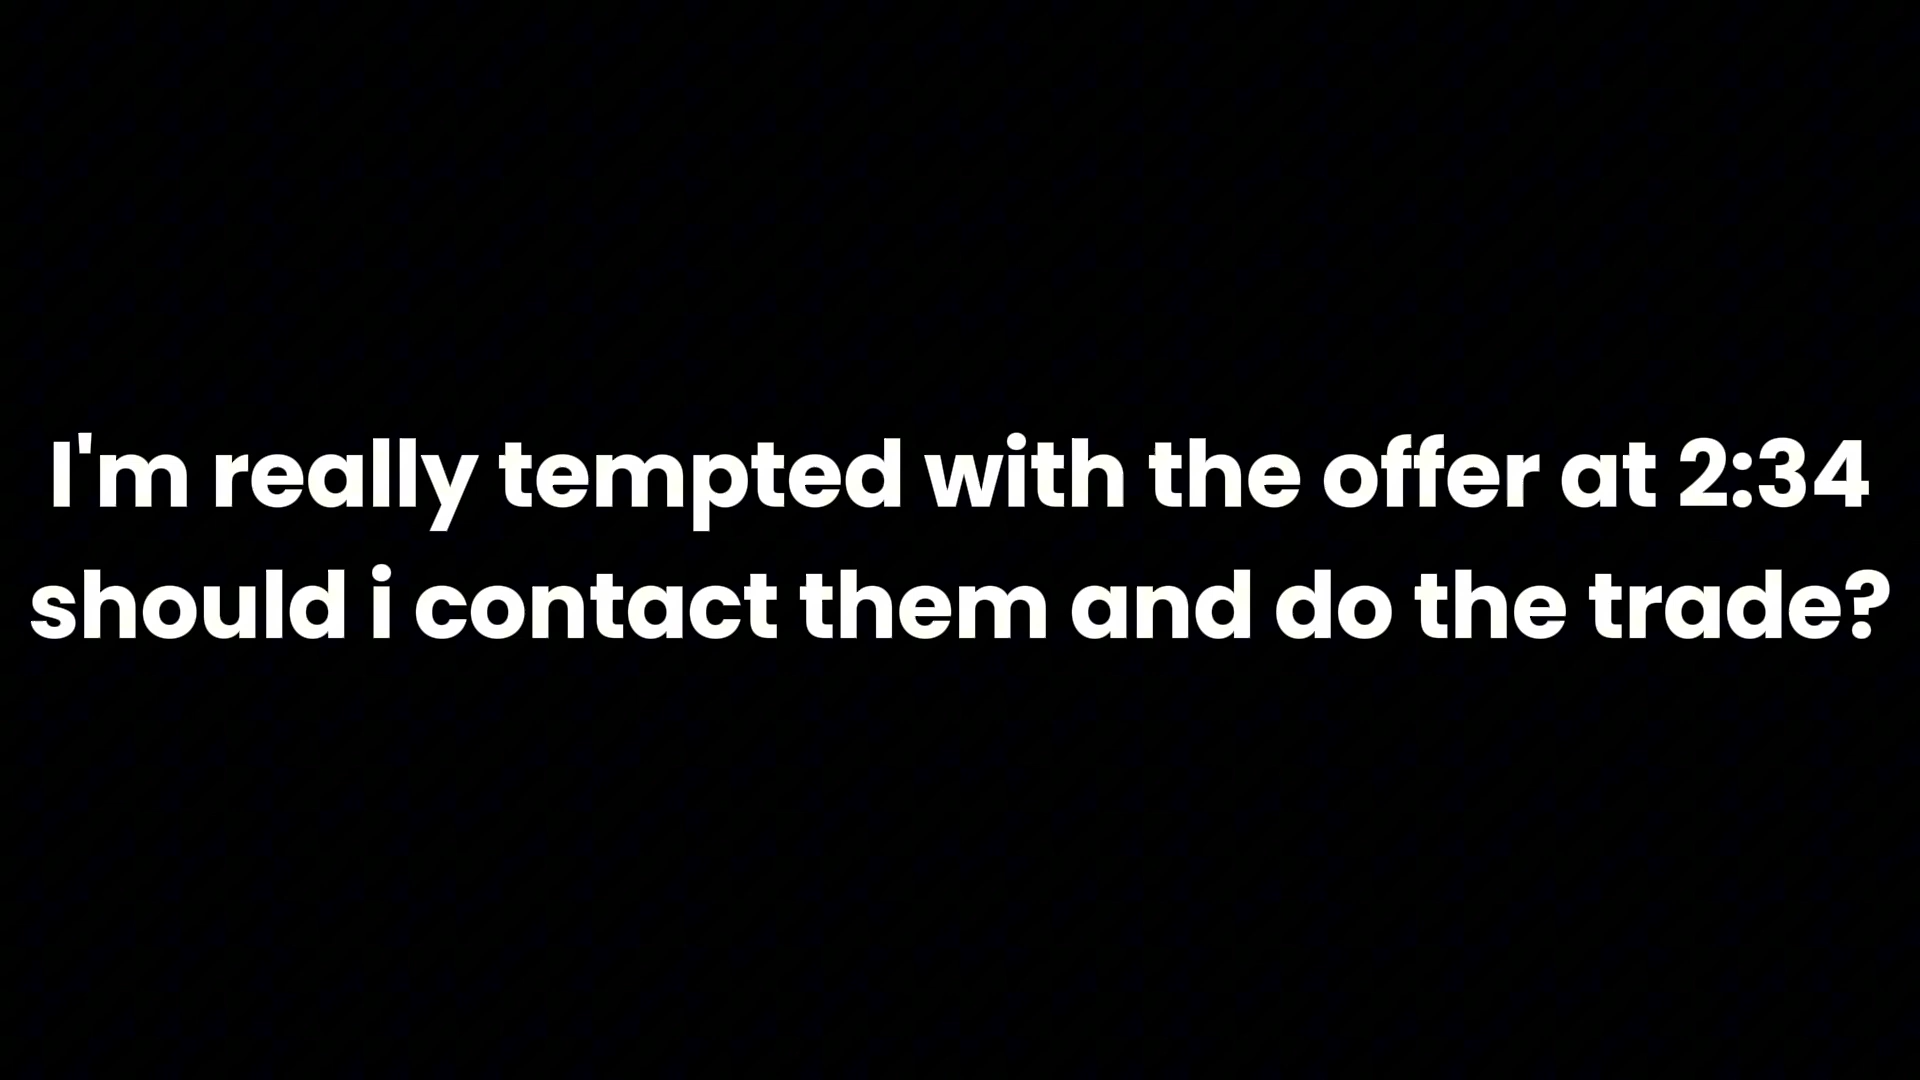 I'm really tempted with the offer at 2:34
should i contact them and do the trade?